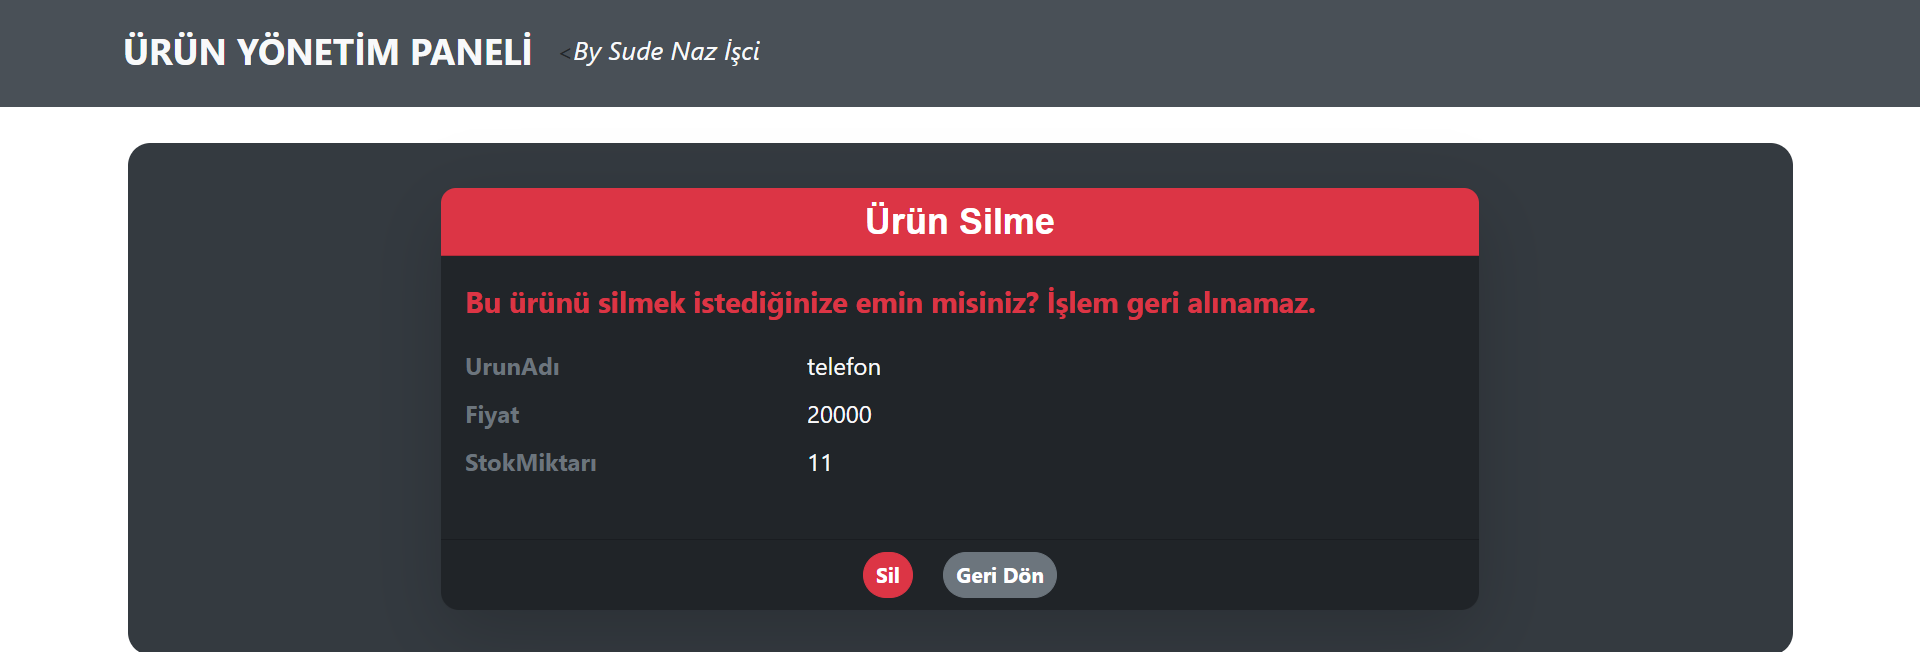 ÜRÜN YÖNETİM PANELİ <By Sude Naz İşci
Ürün Silme
Bu ürünü silmek istediğinize emin misiniz? İşlem geri alınamaz.
UrunAdı telefon
Fiyat 20000
StokMiktarı 11
Sil Geri Dön